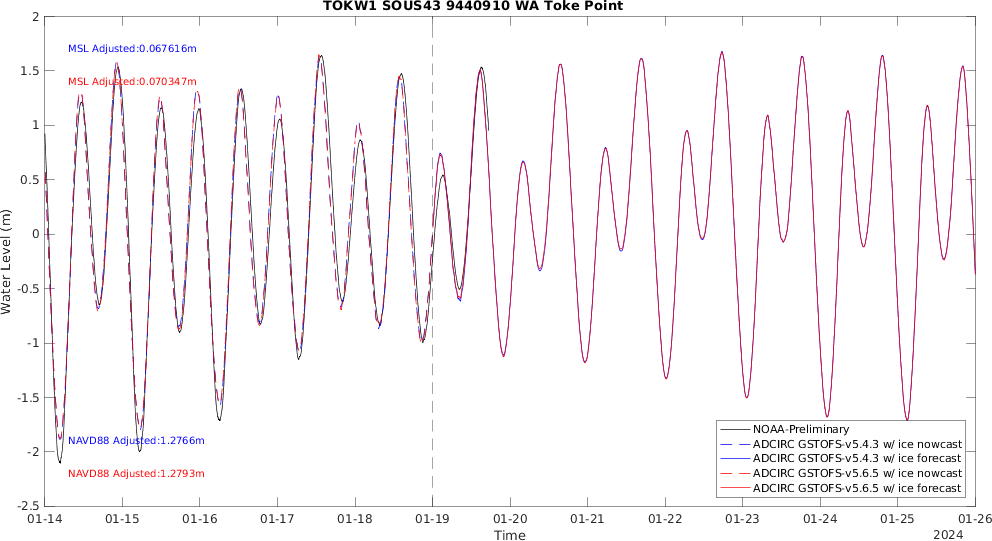 TOKW1 SOUS43 9440910 WA Toke Point
MSL Adjusted:0.067616m
MSL Adjusted:0.070347m
NAVD88 Adjusted:1.2766m
NAVD88 Adjusted:1.2793m
Water Level (m)
2
1.5
1
0.5
0
-0.5
-1
-1.5
-2
-2.5
NOAA-Preliminary
ADCIRC GSTOFS-v5.4.3 w/ ice nowcast
ADCIRC GSTOFS-v5.4.3 w/ ice forecast
ADCIRC GSTOFS-v5.6.5 w/ ice nowcast
ADCIRC GSTOFS-v5.6.5 w/ ice forecast
01-14 01-15 01-16 01-17 01-18 01-19 01-20 01-21 01-22 01-23 01-24 01-25 01-26
Time
2024